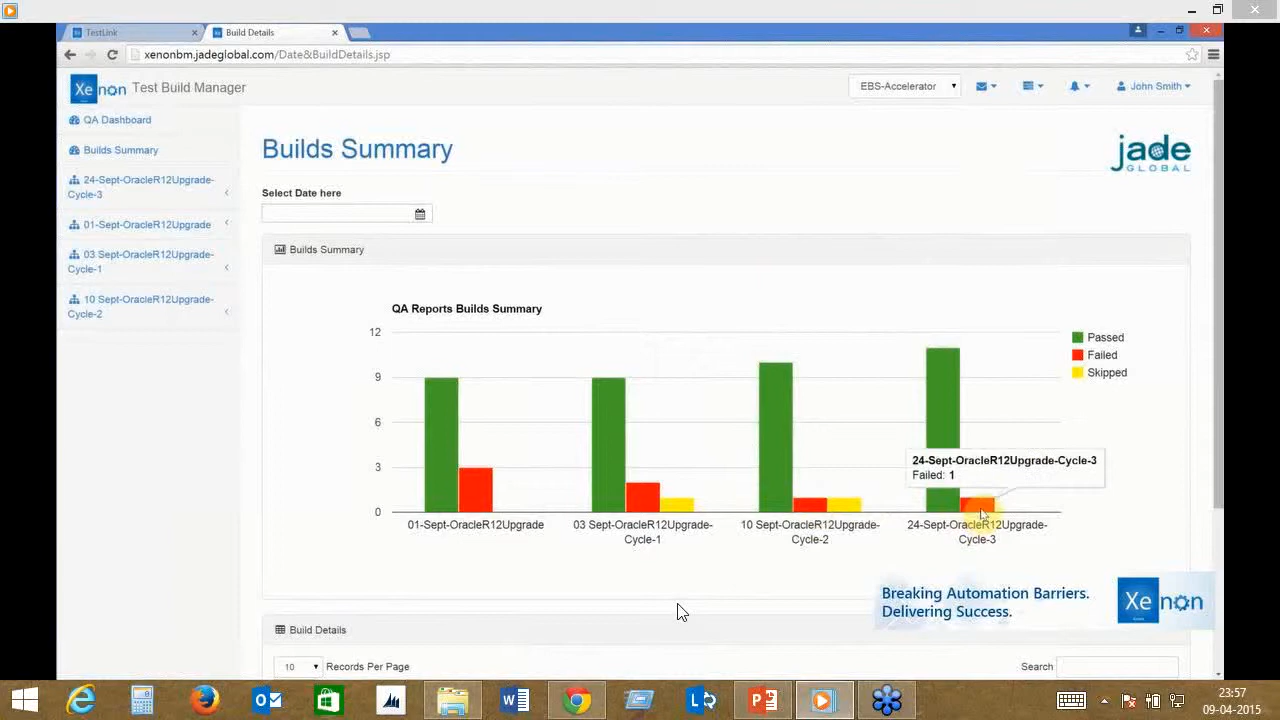 TestLink
Build Details
xenonbm.jadeglobal.com/Date&BuildDetails.jsp
Xenon Test Build Manager
EBS-Accelerator
John Smith
QA Dashboard
Builds Summary
24-Sept-OracleR12Upgrade-
Cycle-3
01-Sept-OracleR12Upgrade
03 Sept-OracleR12Upgrade-
Cycle-1
10 Sept-OracleR12Upgrade-
Cycle-2
Builds Summary
jade
GLOBAL
Select Date here
Builds Summary
QA Reports Builds Summary
12
9
6
3
0
Passed
Failed
Skipped
24-Sept-OracleR12Upgrade-Cycle-3
Failed: 1
01-Sept-OracleR12Upgrade
03 Sept-OracleR12Upgrade-
Cycle-1
10 Sept-OracleR12Upgrade-
Cycle-2
24-Sept-OracleR12Upgrade-
Cycle-3
Breaking Automation Barriers.
Delivering Success.
Xenon
Build Details
10 Records Per Page
Search
23:57
09-04-2015